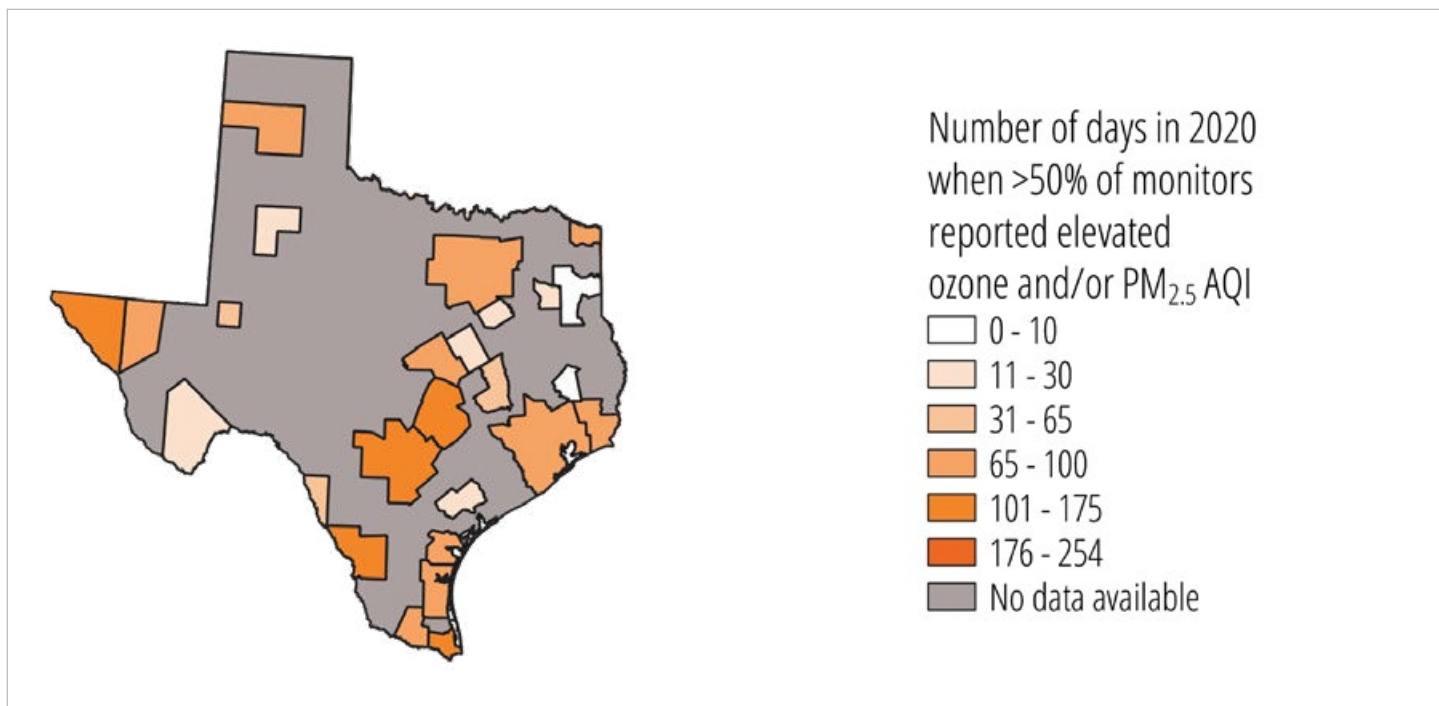 Number of days in 2020
when >50% of monitors
reported elevated
ozone and/or PM₂.₅ AQI
0 - 10
11 - 30
31 - 65
65 - 100
101 - 175
176 - 254
No data available